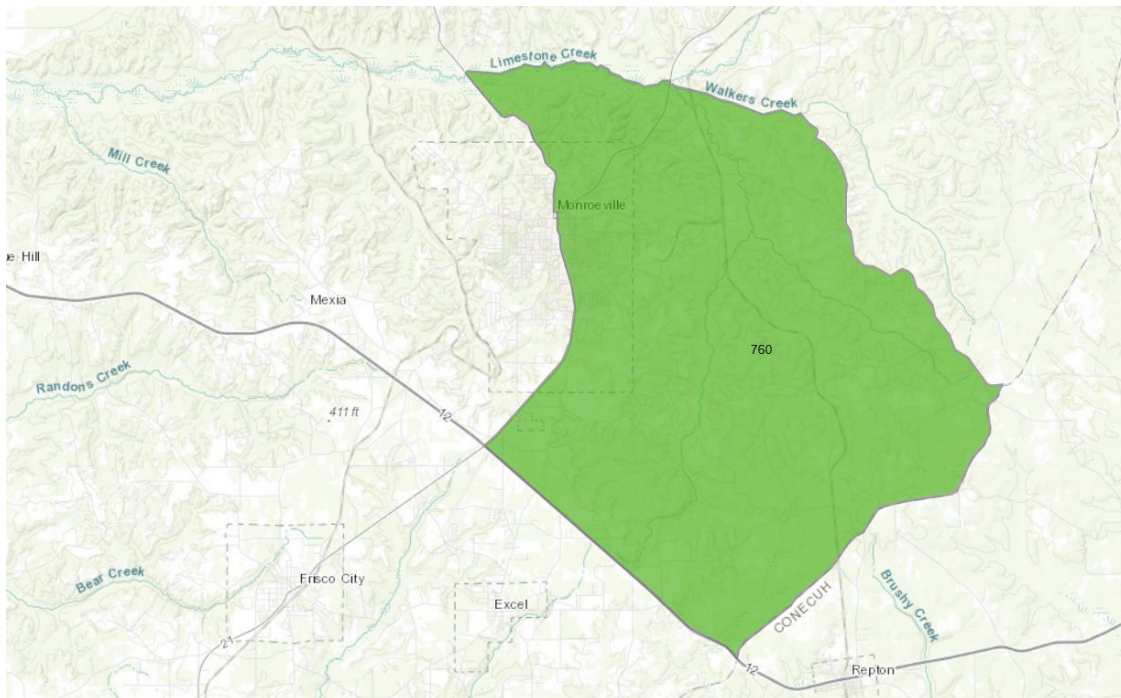 Limestone Creek
Walkers Creek
Mill Creek
Monroeville
e Hill
Mexia
760
Randons Creek
411 ft
12
Bear Creek
Frisco City
Excel
CONECUH
Brushy Creek
21
12
Repton